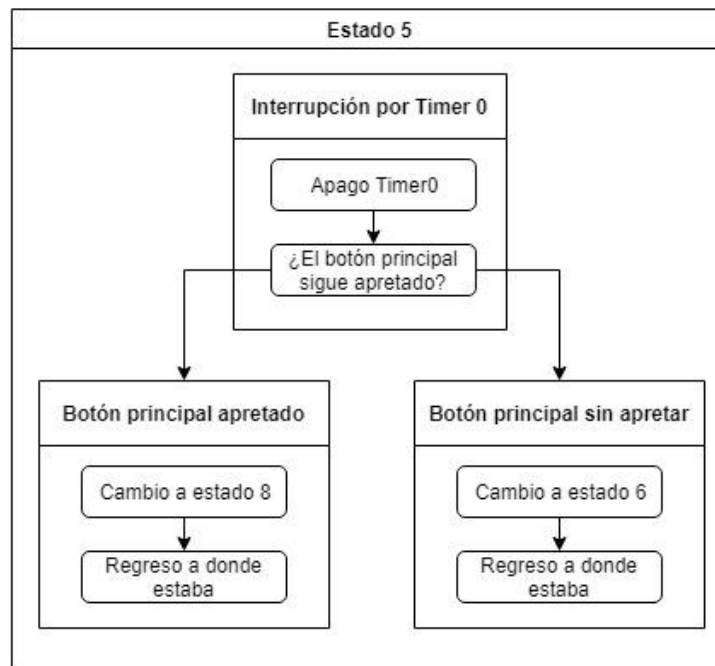 Estado 5
Interrupción por Timer 0
Apago Timer0
¿El botón principal
sigue apretado?
Botón principal apretado
Cambio a estado 8
Regreso a donde
estaba
Botón principal sin apretar
Cambio a estado 6
Regreso a donde
estaba